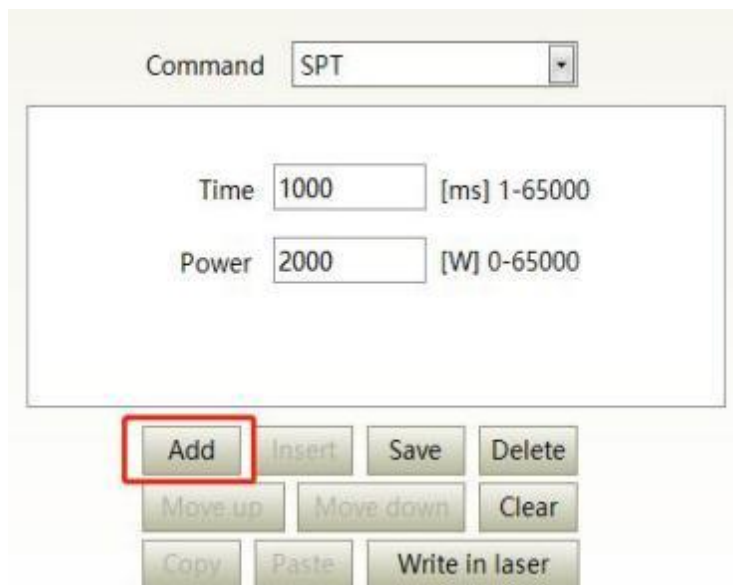 Command SPT
Time 1000 [ms] 1-65000
Power 2000 [W] 0-65000
Add Insert Save Delete
Move up Move down Clear
Copy Paste Write in laser